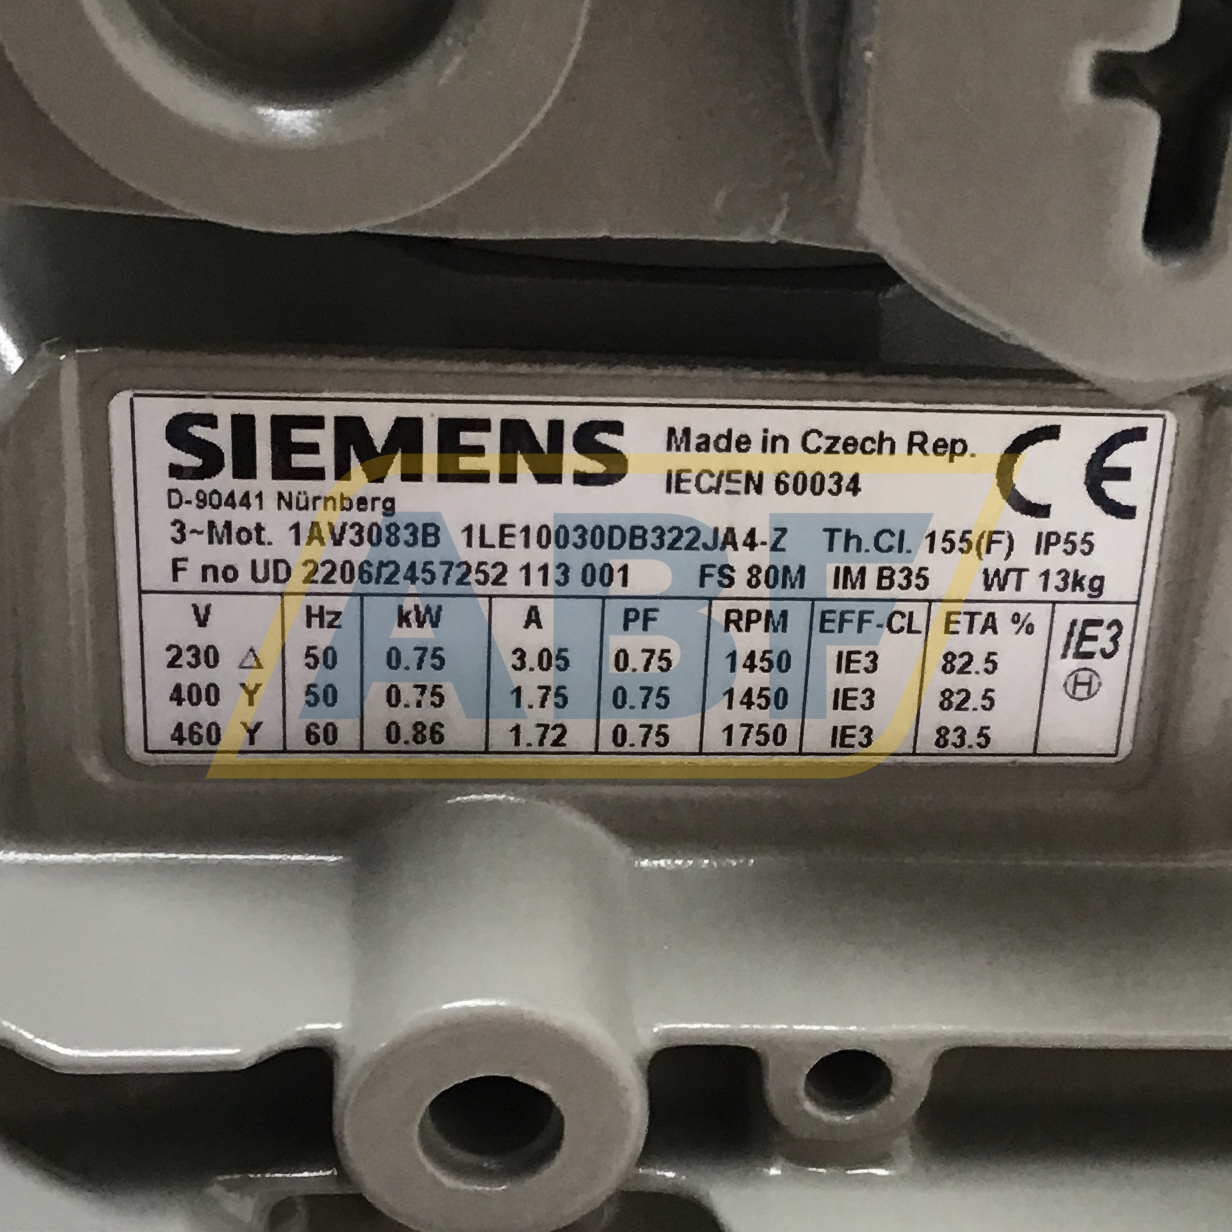 SIEMENS Made in Czech Rep. CE
IEC/EN 60034
D-90441 Nürnberg
3~Mot. 1AV3083B 1LE10030DB322JA4-Z Th.Cl. 155(F) IP55
F no UD 2206/2457252 113 001 FS 80M IM B35 WT 13kg
V Hz kW A PF RPM EFF-CL ETA % IE3
230 △ 50 0.75 3.05 0.75 1450 IE3 82.5 H
400 Y 50 0.75 1.75 0.75 1450 IE3 82.5
460 Y 60 0.86 1.72 0.75 1750 IE3 83.5
ABF